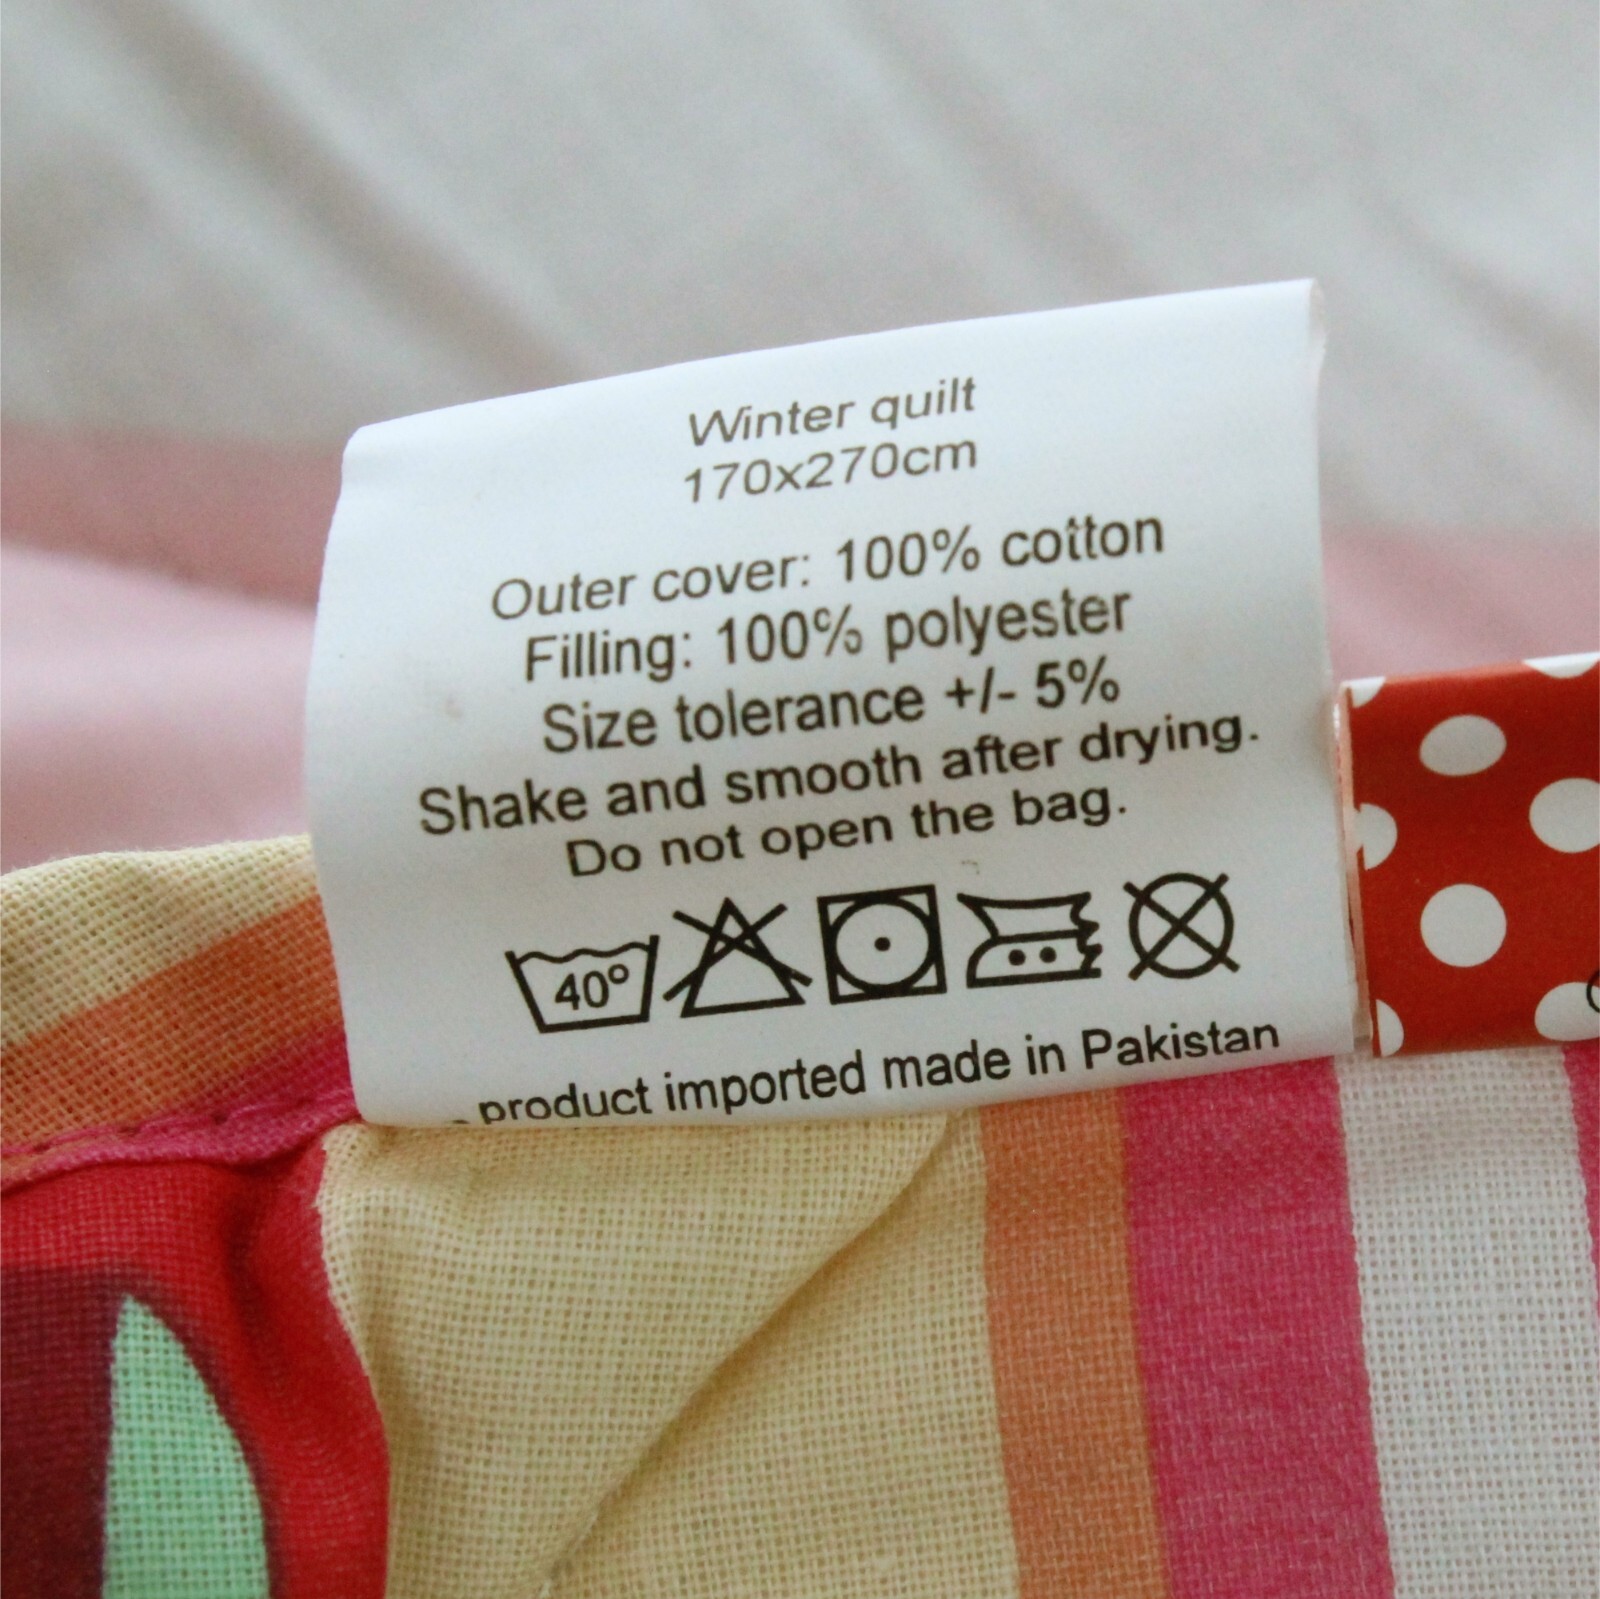 Winter quilt
170x270cm
Outer cover: 100% cotton
Filling: 100% polyester
Size tolerance +/- 5%
Shake and smooth after drying.
Do not open the bag.
40°
product imported made in Pakistan